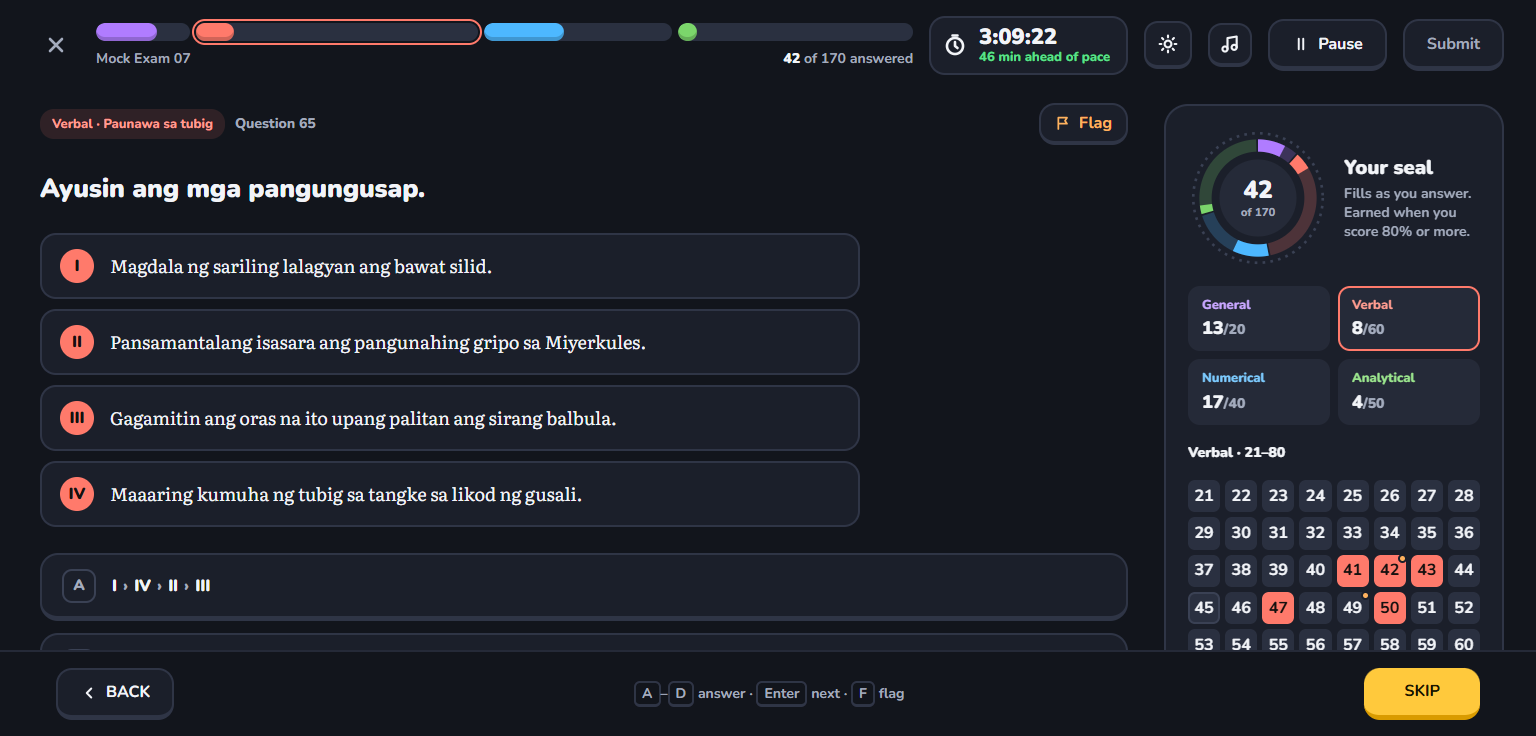 Mock Exam 07
42 of 170 answered
3:09:22
46 min ahead of pace
Pause
Submit
Verbal · Paunawa sa tubig
Question 65
Flag
Ayusin ang mga pangungusap.
I Magdala ng sariling lalagyan ang bawat silid.
II Pansamantalang isasara ang pangunahing gripo sa Miyerkules.
III Gagamitin ang oras na ito upang palitan ang sirang balbula.
IV Maaaring kumuha ng tubig sa tangke sa likod ng gusali.
A I › IV › II › III
42
of 170
Your seal
Fills as you answer.
Earned when you
score 80% or more.
General
13/20
Verbal
8/60
Numerical
17/40
Analytical
4/50
Verbal · 21–80
21 22 23 24 25 26 27 28
29 30 31 32 33 34 35 36
37 38 39 40 41 42 43 44
45 46 47 48 49 50 51 52
53 54 55 56 57 58 59 60
BACK
A–D answer · Enter next · F flag
SKIP